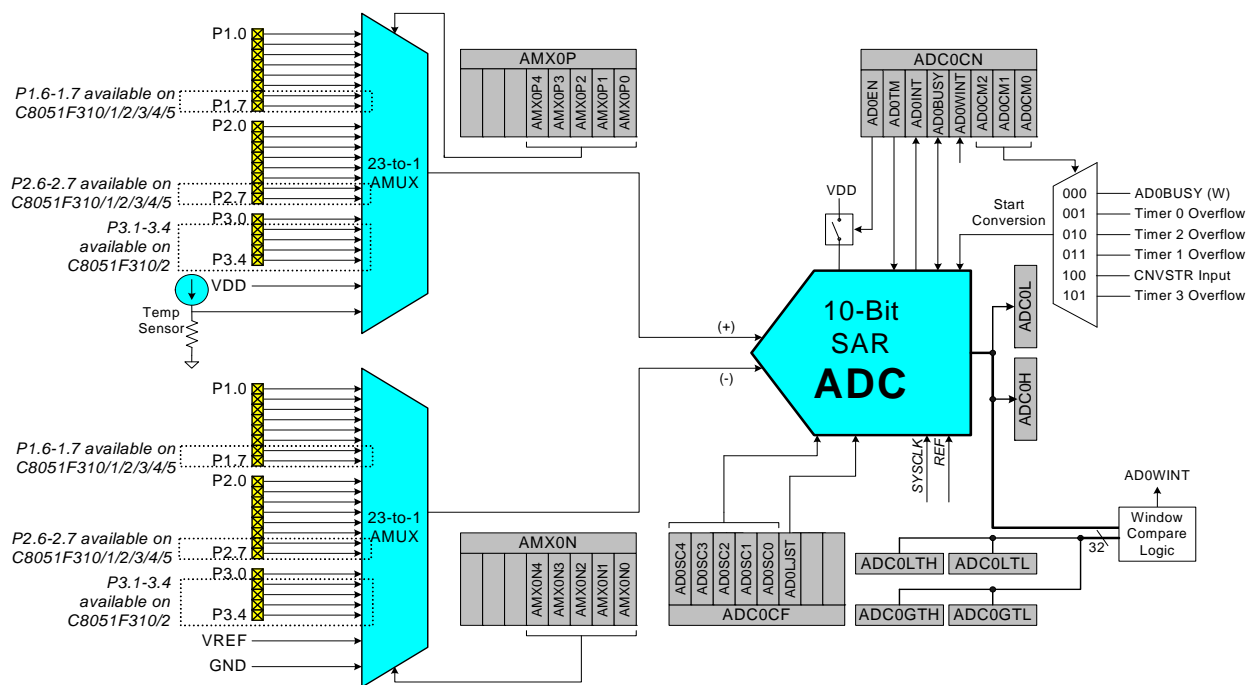 P1.0
P1.6-1.7 available on
C8051F310/1/2/3/4/5
P1.7
P2.0
P2.6-2.7 available on
C8051F310/1/2/3/4/5
P2.7
P3.0
P3.1-3.4
available on
C8051F310/2
P3.4
VDD
Temp
Sensor
23-to-1
AMUX
AMX0P
AMX0P4
AMX0P3
AMX0P2
AMX0P1
AMX0P0
ADC0CN
AD0EN
AD0TM
AD0INT
AD0BUSY
AD0WINT
AD0CM2
AD0CM1
AD0CM0
VDD
Start
Conversion
000
AD0BUSY (W)
001
Timer 0 Overflow
010
Timer 2 Overflow
011
Timer 1 Overflow
100
CNVSTR Input
101
Timer 3 Overflow
(+)
(-)
10-Bit
SAR
ADC
ADC0L
ADC0H
SYSCLK
REF
P1.0
P1.6-1.7 available on
C8051F310/1/2/3/4/5
P1.7
P2.0
P2.6-2.7 available on
C8051F310/1/2/3/4/5
P2.7
P3.0
P3.1-3.4
available on
C8051F310/2
P3.4
VREF
GND
23-to-1
AMUX
AMX0N
AMX0N4
AMX0N3
AMX0N2
AMX0N1
AMX0N0
AD0SC4
AD0SC3
AD0SC2
AD0SC1
AD0SC0
AD0LJST
ADC0CF
AD0WINT
Window
Compare
Logic
32
ADC0LTH
ADC0LTL
ADC0GTH
ADC0GTL